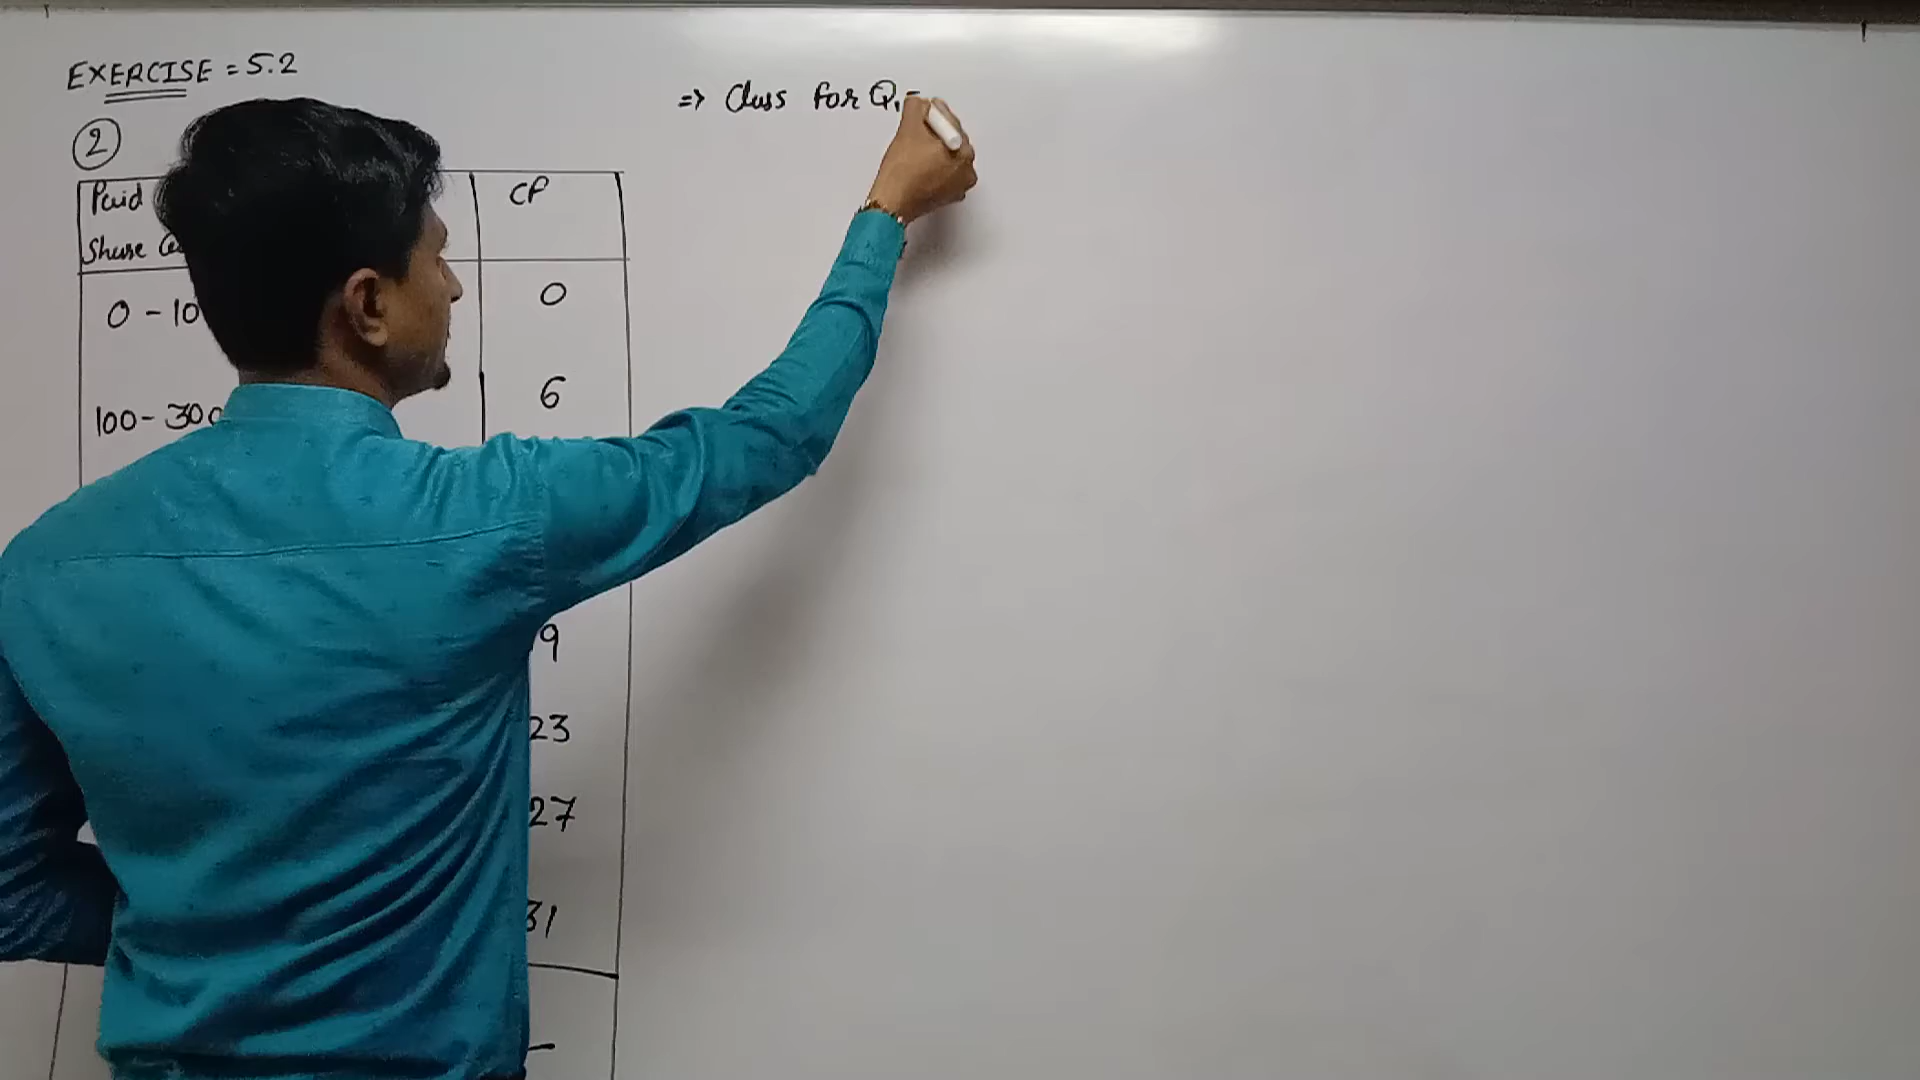 EXERCISE = 5.2
2
Paid
CF
Share
0 - 10
0
100 - 300
6
9
23
27
31
-
⇒ Class for Q₁ =